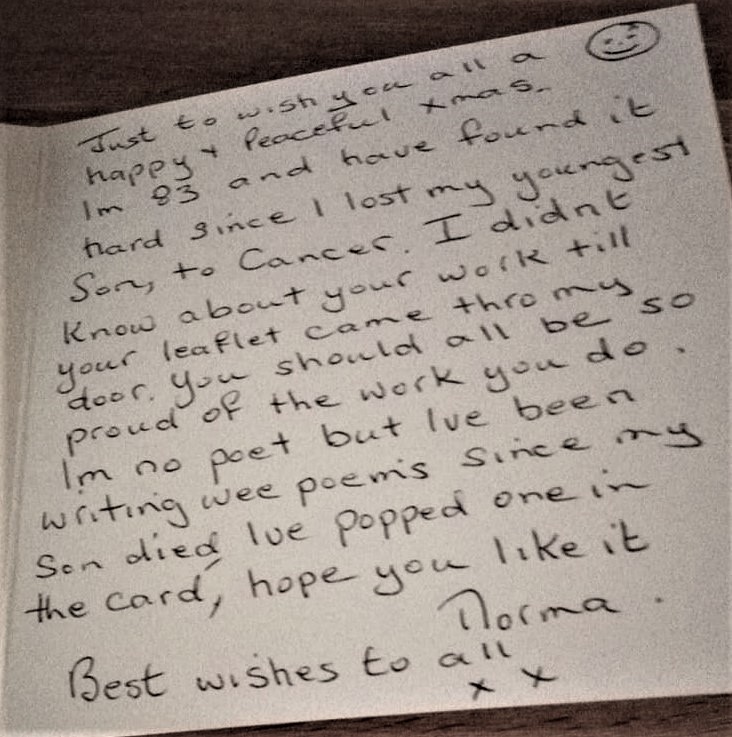 Just to wish you all a
happy + Peaceful xmas.
Im 83 and have found it
hard since I lost my youngest
Son, to Cancer. I didnt
Know about your work till
your leaflet came thro my
door. You should all be so
proud of the work you do.
Im no poet but Ive been
writing wee poems since my
Son died, Ive popped one in
the card, hope you like it
Norma.
Best wishes to all
x x